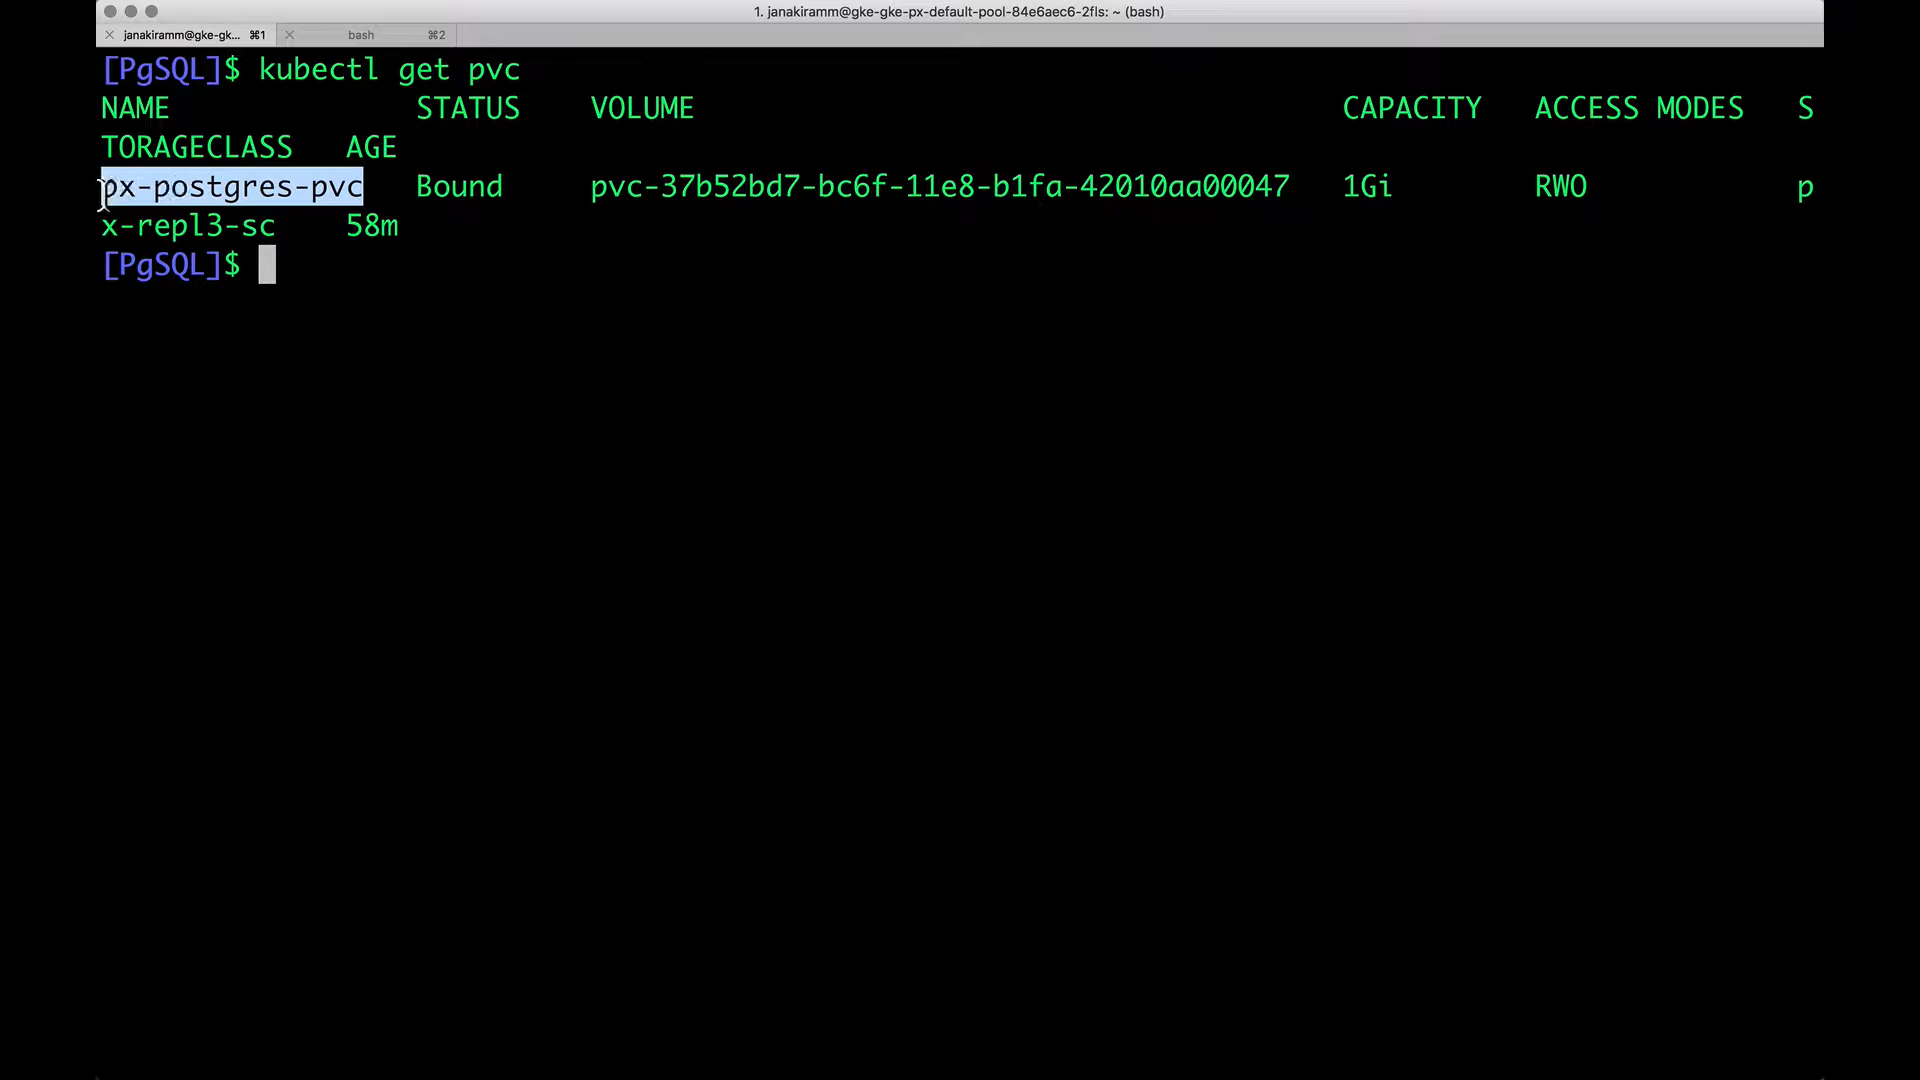 1. janakiramm@gke-gke-px-default-pool-84e6aec6-2fls: ~ (bash)
janakiramm@gke-gk... ⌘1 bash ⌘2
[PgSQL]$ kubectl get pvc
NAME STATUS VOLUME CAPACITY ACCESS MODES S
TORAGECLASS AGE
px-postgres-pvc Bound pvc-37b52bd7-bc6f-11e8-b1fa-42010aa00047 1Gi RWO p
x-repl3-sc 58m
[PgSQL]$